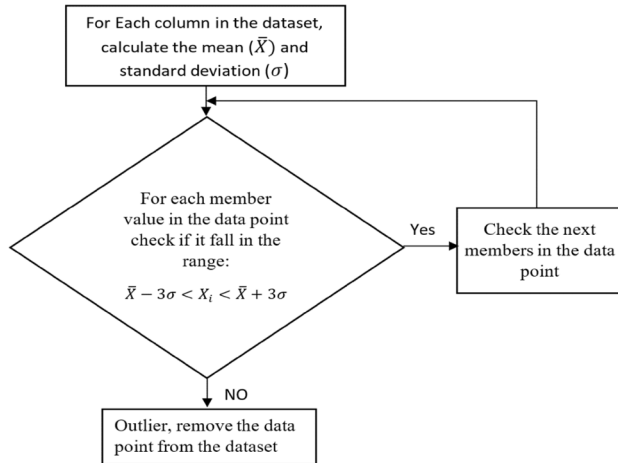 For Each column in the dataset,
calculate the mean (X̄) and
standard deviation (σ)
For each member
value in the data point
check if it fall in the
range:
X̄ − 3σ < Xᵢ < X̄ + 3σ
Yes
Check the next
members in the data
point
NO
Outlier, remove the data
point from the dataset